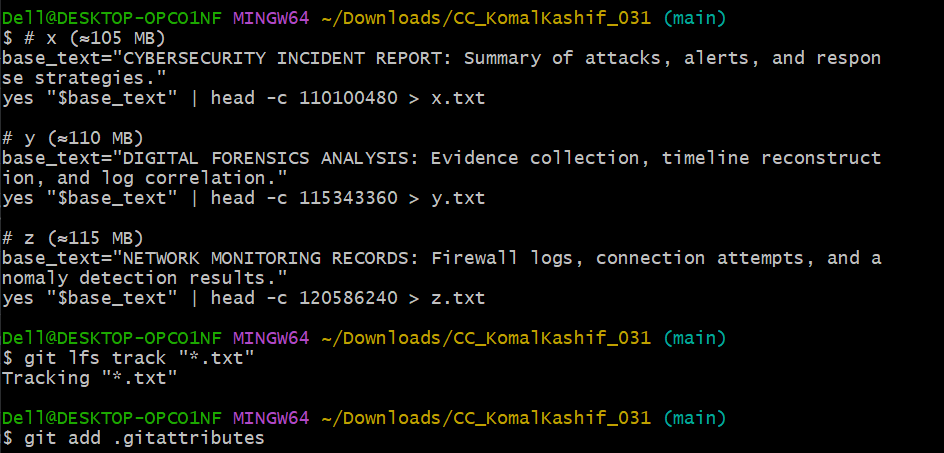 Dell@DESKTOP-OPCO1NF MINGW64 ~/Downloads/CC_KomalKashif_031 (main)
$ # x (≈105 MB)
base_text="CYBERSECURITY INCIDENT REPORT: Summary of attacks, alerts, and respon
se strategies."
yes "$base_text" | head -c 110100480 > x.txt

# y (≈110 MB)
base_text="DIGITAL FORENSICS ANALYSIS: Evidence collection, timeline reconstruct
ion, and log correlation."
yes "$base_text" | head -c 115343360 > y.txt

# z (≈115 MB)
base_text="NETWORK MONITORING RECORDS: Firewall logs, connection attempts, and a
nomaly detection results."
yes "$base_text" | head -c 120586240 > z.txt

Dell@DESKTOP-OPCO1NF MINGW64 ~/Downloads/CC_KomalKashif_031 (main)
$ git lfs track "*.txt"
Tracking "*.txt"

Dell@DESKTOP-OPCO1NF MINGW64 ~/Downloads/CC_KomalKashif_031 (main)
$ git add .gitattributes